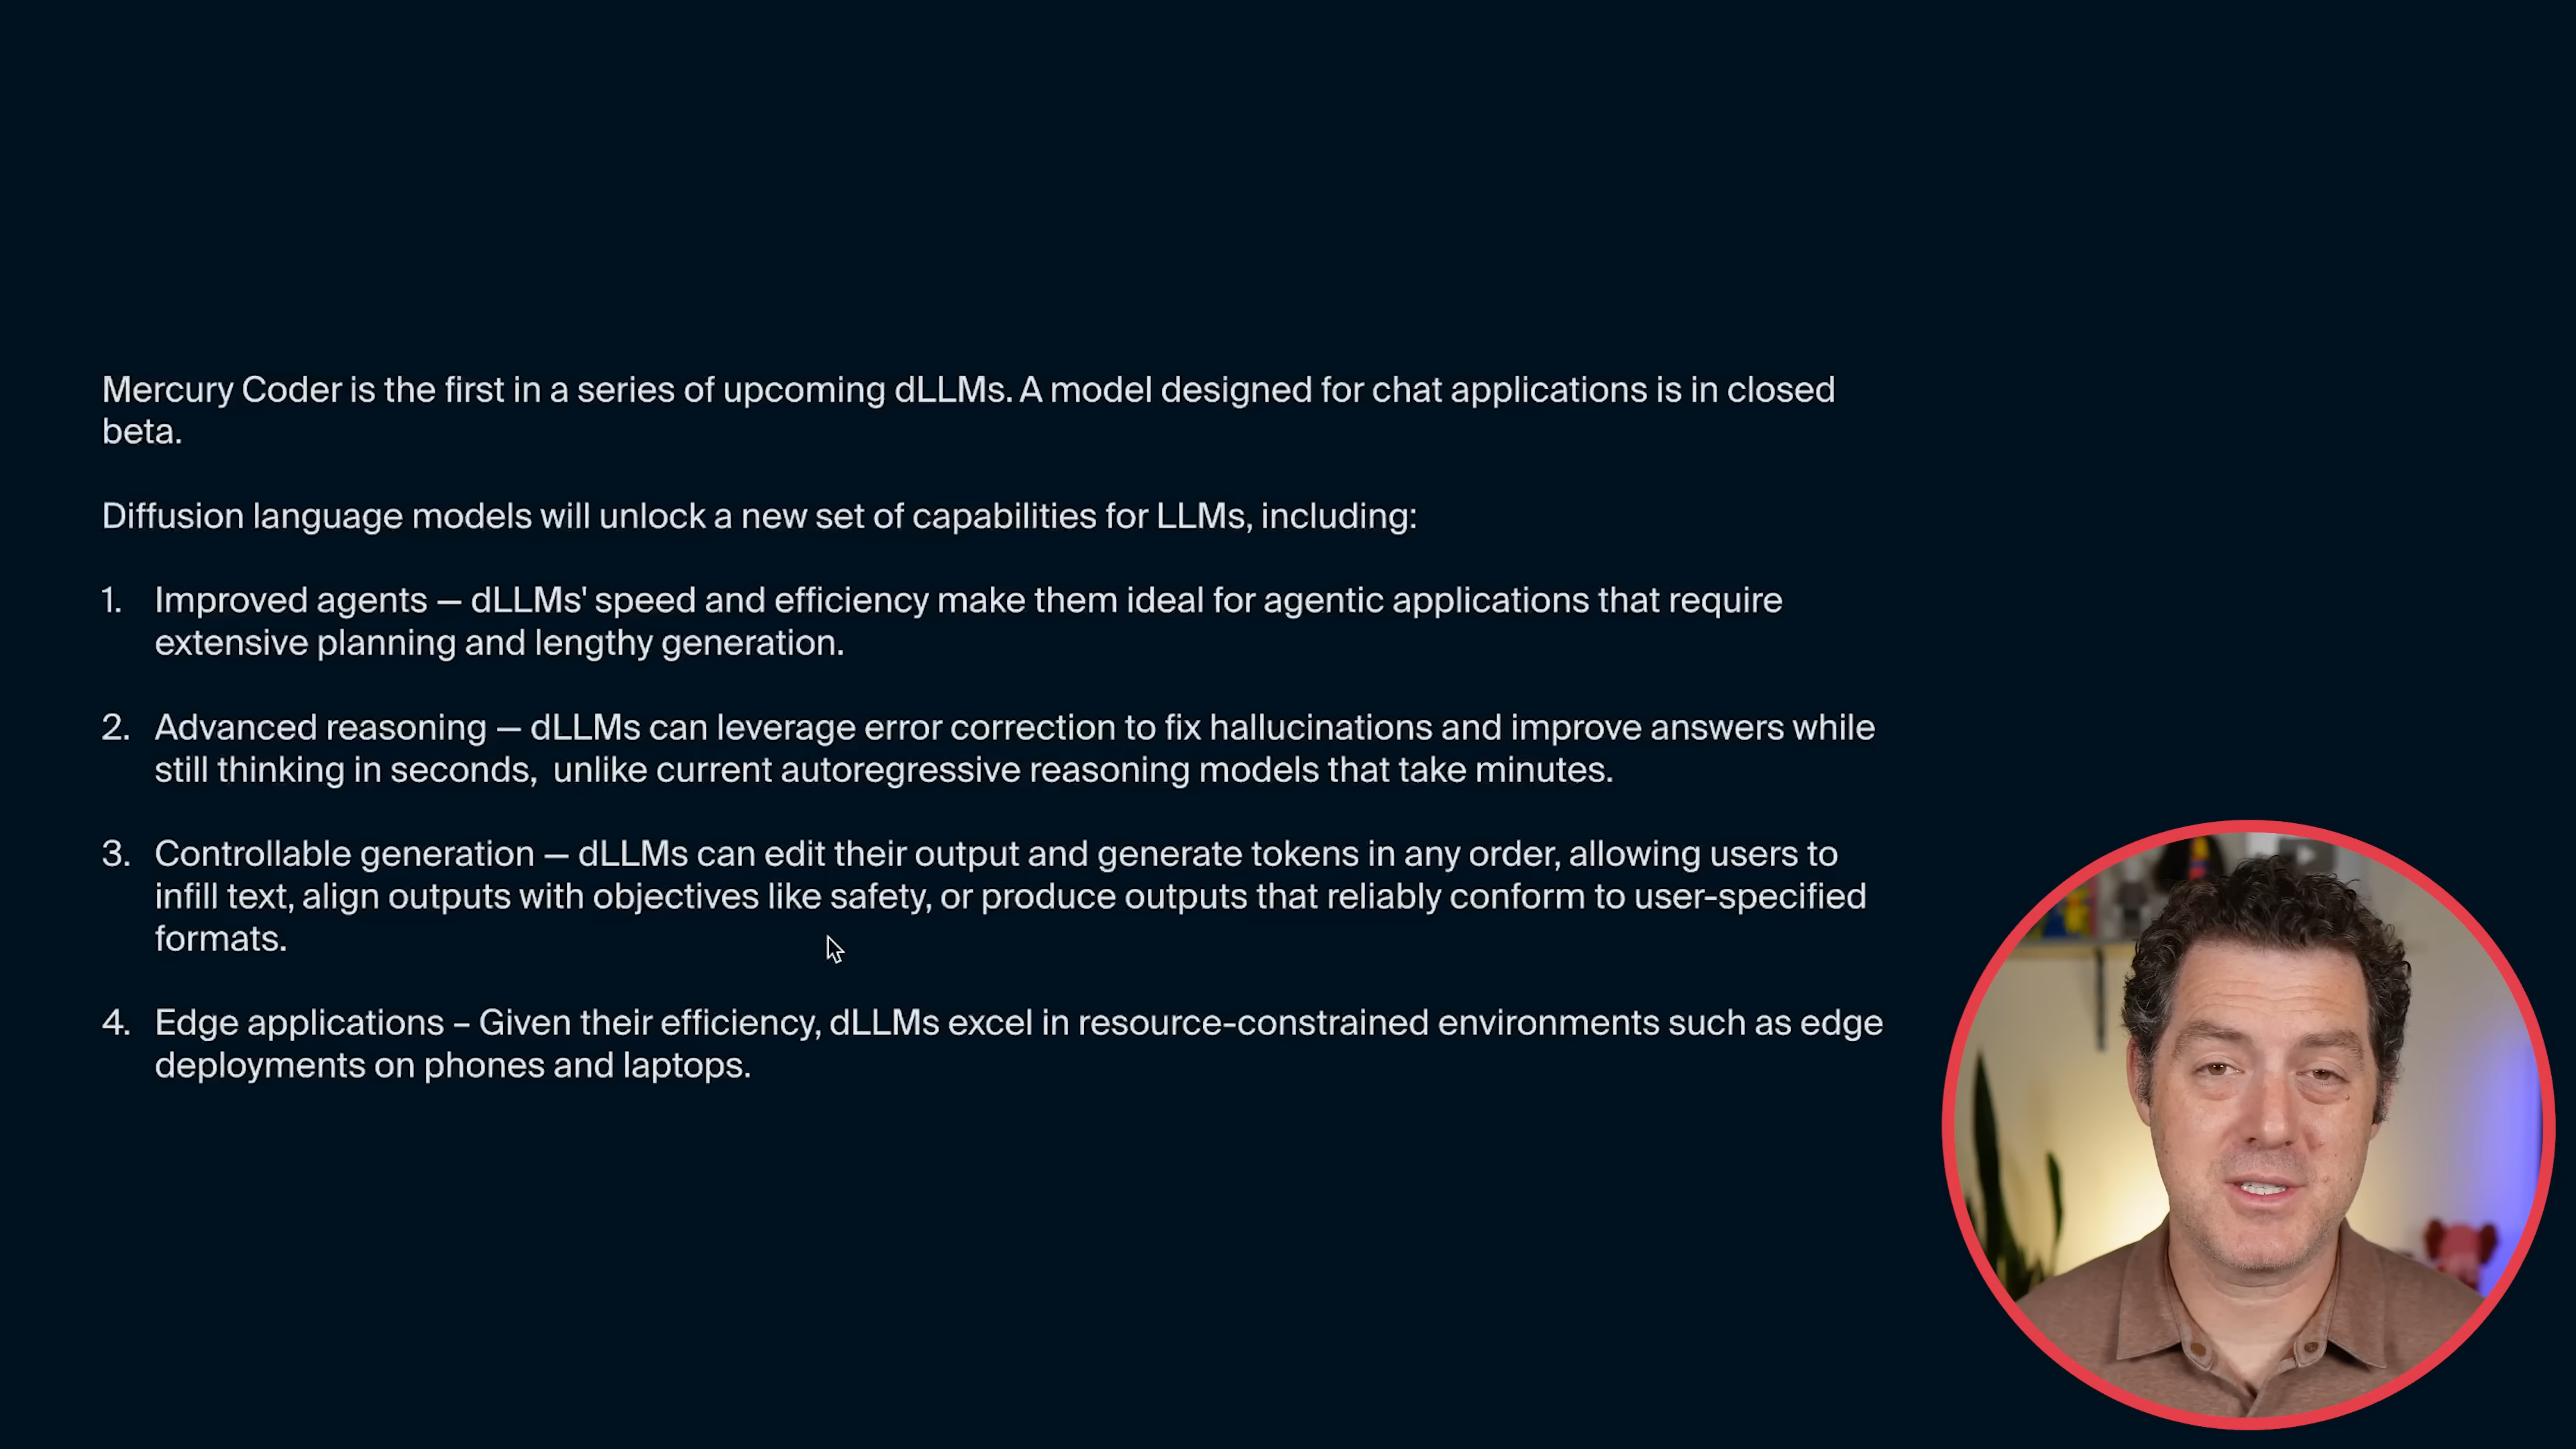 Mercury Coder is the first in a series of upcoming dLLMs. A model designed for chat applications is in closed
beta.
Diffusion language models will unlock a new set of capabilities for LLMs, including:
1. Improved agents — dLLMs' speed and efficiency make them ideal for agentic applications that require
extensive planning and lengthy generation.
2. Advanced reasoning — dLLMs can leverage error correction to fix hallucinations and improve answers while
still thinking in seconds, unlike current autoregressive reasoning models that take minutes.
3. Controllable generation — dLLMs can edit their output and generate tokens in any order, allowing users to
infill text, align outputs with objectives like safety, or produce outputs that reliably conform to user-specified
formats.
4. Edge applications – Given their efficiency, dLLMs excel in resource-constrained environments such as edge
deployments on phones and laptops.